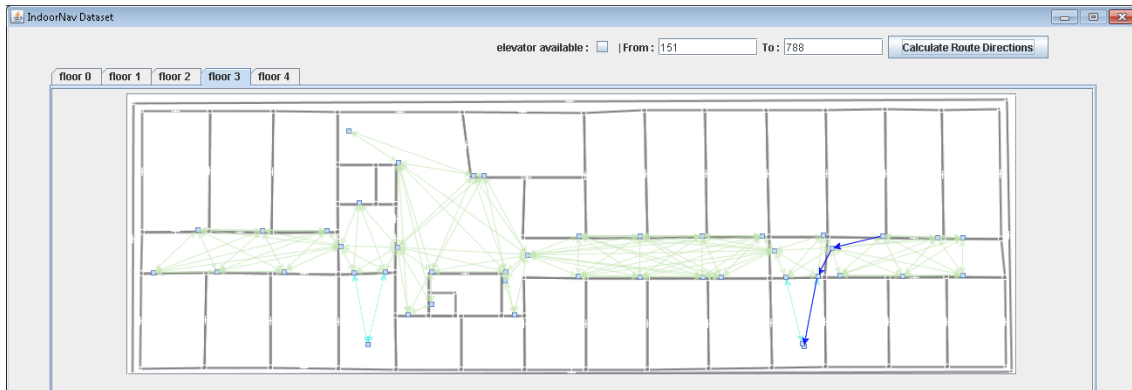 IndoorNav Dataset
elevator available : | From : 151 To : 788 Calculate Route Directions
floor 0 floor 1 floor 2 floor 3 floor 4